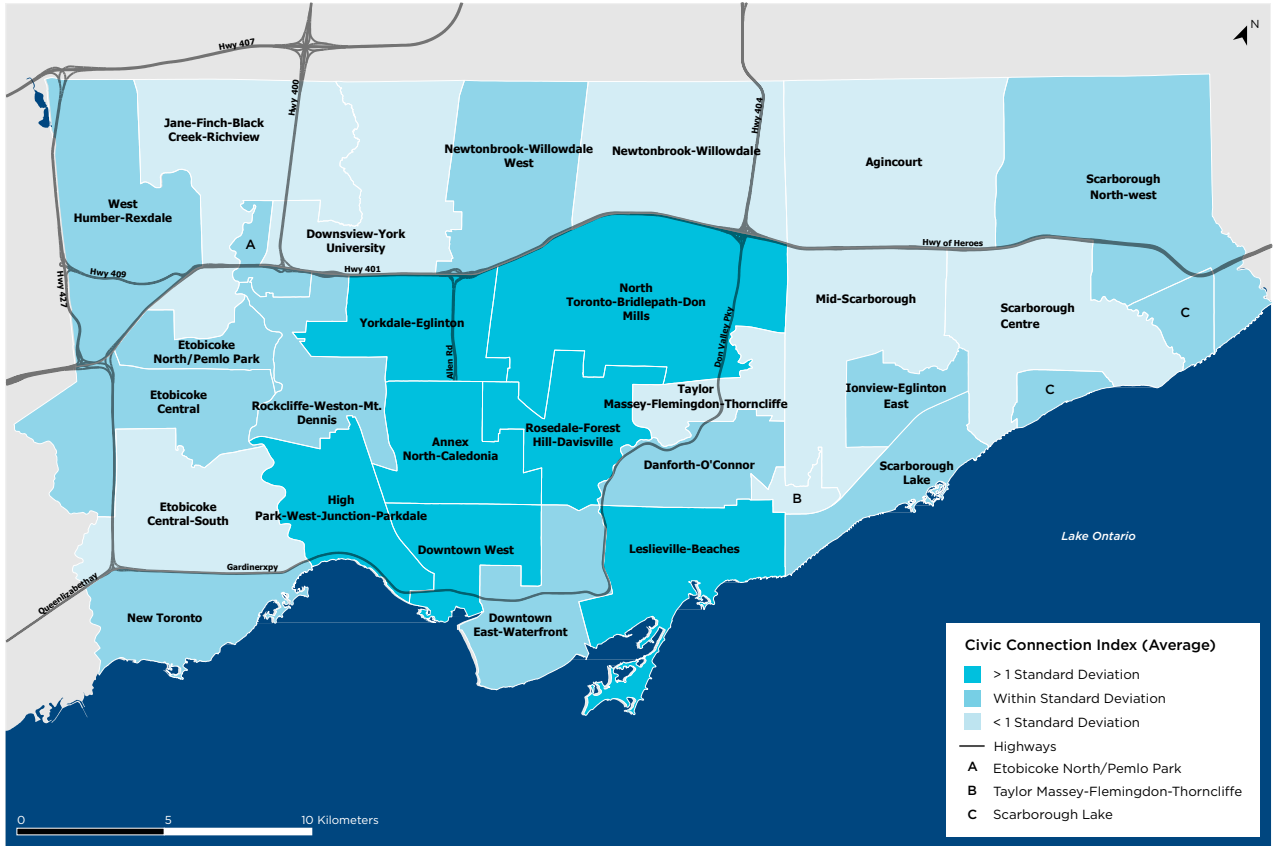 N
Hwy 407
Hwy 400
Hwy 404
Jane-Finch-Black
Creek-Richview
Newtonbrook-Willowdale
West
Newtonbrook-Willowdale
Agincourt
Scarborough
North-west
West
Humber-Rexdale
A
Downsview-York
University
Hwy of Heroes
Hwy 409
Hwy 401
Hwy 427
North
Toronto-Bridlepath-Don
Mills
Mid-Scarborough
Scarborough
Centre
C
Yorkdale-Eglinton
Allen Rd
Don Valley Pky
Etobicoke
North/Pemlo Park
Etobicoke
Central
Rockcliffe-Weston-Mt.
Dennis
Taylor
Massey-Flemingdon-Thorncliffe
Ionview-Eglinton
East
C
Annex
North-Caledonia
Rosedale-Forest
Hill-Davisville
Danforth-O'Connor
Scarborough
Lake
B
Etobicoke
Central-South
High
Park-West-Junction-Parkdale
Downtown West
Leslieville-Beaches
Lake Ontario
Gardinerxpy
Queenlizabethay
New Toronto
Downtown
East-Waterfront
Civic Connection Index (Average)
> 1 Standard Deviation
Within Standard Deviation
< 1 Standard Deviation
Highways
A Etobicoke North/Pemlo Park
B Taylor Massey-Flemingdon-Thorncliffe
C Scarborough Lake
0 5 10 Kilometers